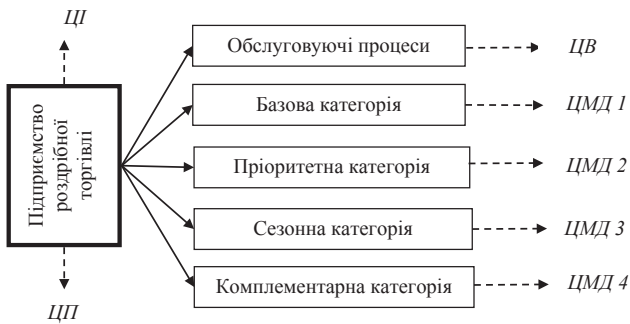 ЦІ
Обслуговуючі процеси
ЦВ
Базова категорія
ЦМД 1
Підприємство
роздрібної
торгівлі
Пріоритетна категорія
ЦМД 2
Сезонна категорія
ЦМД 3
Комплементарна категорія
ЦМД 4
ЦП